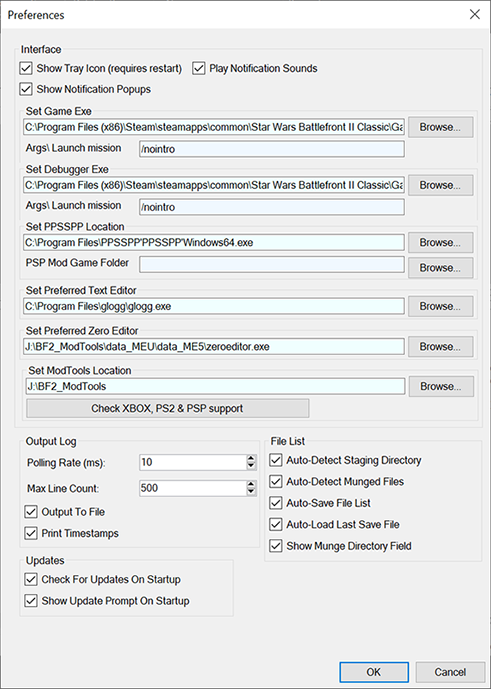 Preferences
Interface
Show Tray Icon (requires restart) Play Notification Sounds
Show Notification Popups
Set Game Exe
C:\Program Files (x86)\Steam\steamapps\common\Star Wars Battlefront II Classic\Ga Browse...
Args\ Launch mission /nointro
Set Debugger Exe
C:\Program Files (x86)\Steam\steamapps\common\Star Wars Battlefront II Classic\Ga Browse...
Args\ Launch mission /nointro
Set PPSSPP Location
C:\Program Files\PPSSPP'PPSSPP'Windows64.exe Browse...
PSP Mod Game Folder Browse...
Set Preferred Text Editor
C:\Program Files\glogg\glogg.exe Browse...
Set Preferred Zero Editor
J:\BF2_ModTools\data_MEU\data_ME5\zeroeditor.exe Browse...
Set ModTools Location
J:\BF2_ModTools Browse...
Check XBOX, PS2 & PSP support
Output Log
Polling Rate (ms): 10
Max Line Count: 500
Output To File
Print Timestamps
File List
Auto-Detect Staging Directory
Auto-Detect Munged Files
Auto-Save File List
Auto-Load Last Save File
Show Munge Directory Field
Updates
Check For Updates On Startup
Show Update Prompt On Startup
OK Cancel